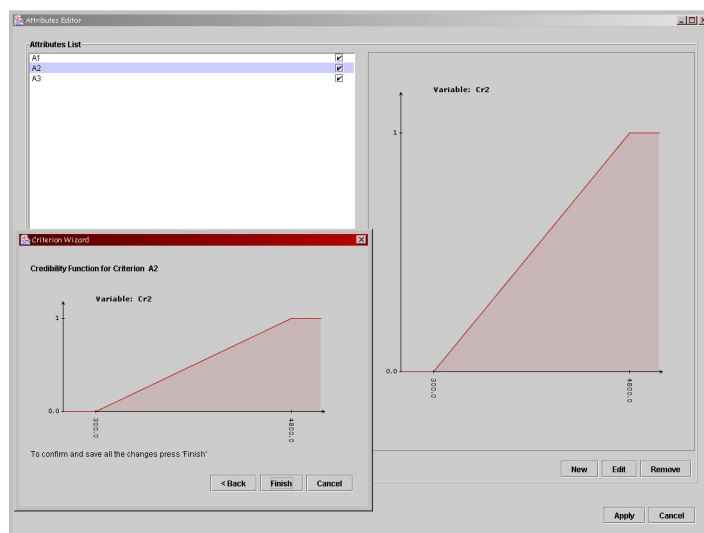 Attributes Editor
Attributes List
A1
A2
A3
Variable: Cr2
1
0.0
300.0
4800.0
Criterion Wizard
Credibility Function for Criterion A2
Variable: Cr2
1
0.0
300.0
4800.0
To confirm and save all the changes press 'Finish'
< Back Finish Cancel
New Edit Remove
Apply Cancel